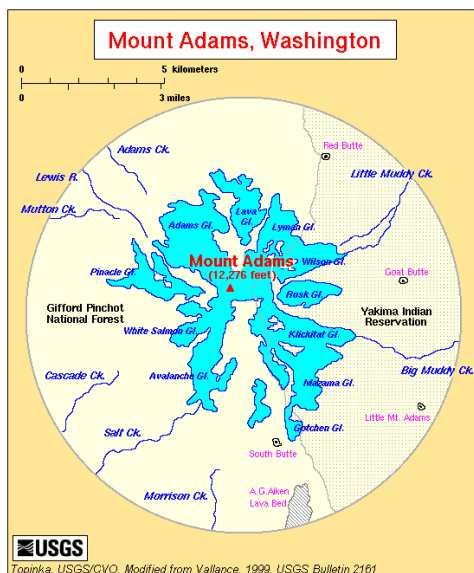 Mount Adams, Washington
0 5 kilometers
0 3 miles
Adams Ck.
Red Butte
Lewis R.
Little Muddy Ck.
Mutton Ck.
Lava
Gl.
Adams Gl.
Lyman Gl.
Mount Adams
(12,276 feet)
Wilson Gl.
Pinacle Gl.
Goat Butte
Rusk Gl.
Gifford Pinchot
National Forest
Yakima Indian
Reservation
White Salmon Gl.
Klickitat Gl.
Cascade Ck.
Avalanche Gl.
Big Muddy Ck.
Mazama Gl.
Little Mt. Adams
Salt Ck.
Gotchen Gl.
South Butte
Morrison Ck.
A.G.Aiken
Lava Bed
USGS
Topinka, USGS/CVO, Modified from Vallance, 1999, USGS Bulletin 2161